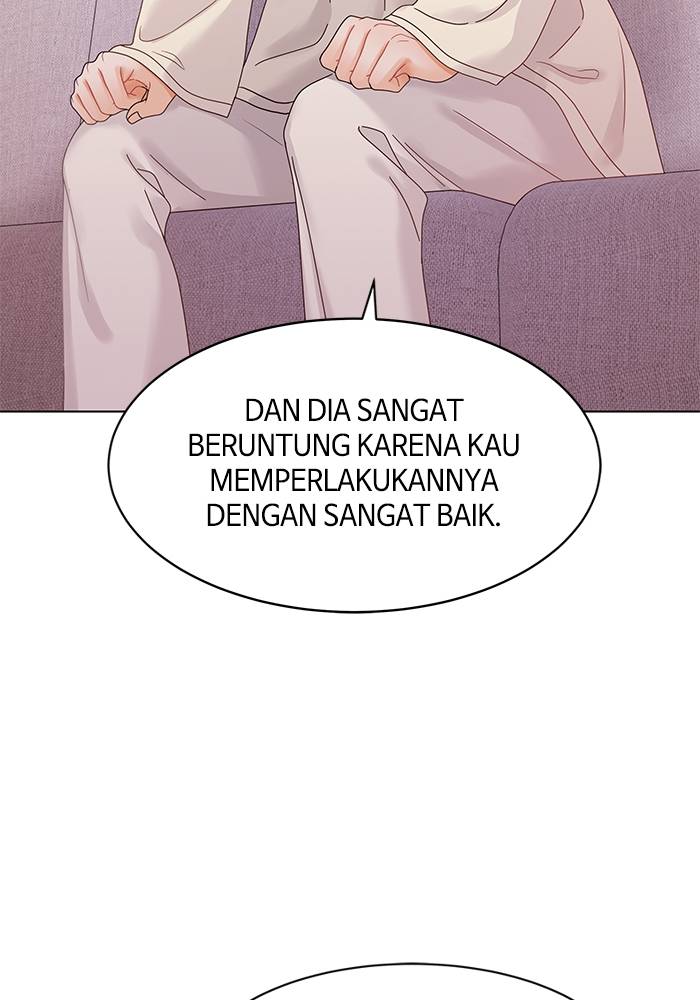 DAN DIA SANGAT
BERUNTUNG KARENA KAU
MEMPERLAKUKANNYA
DENGAN SANGAT BAIK.